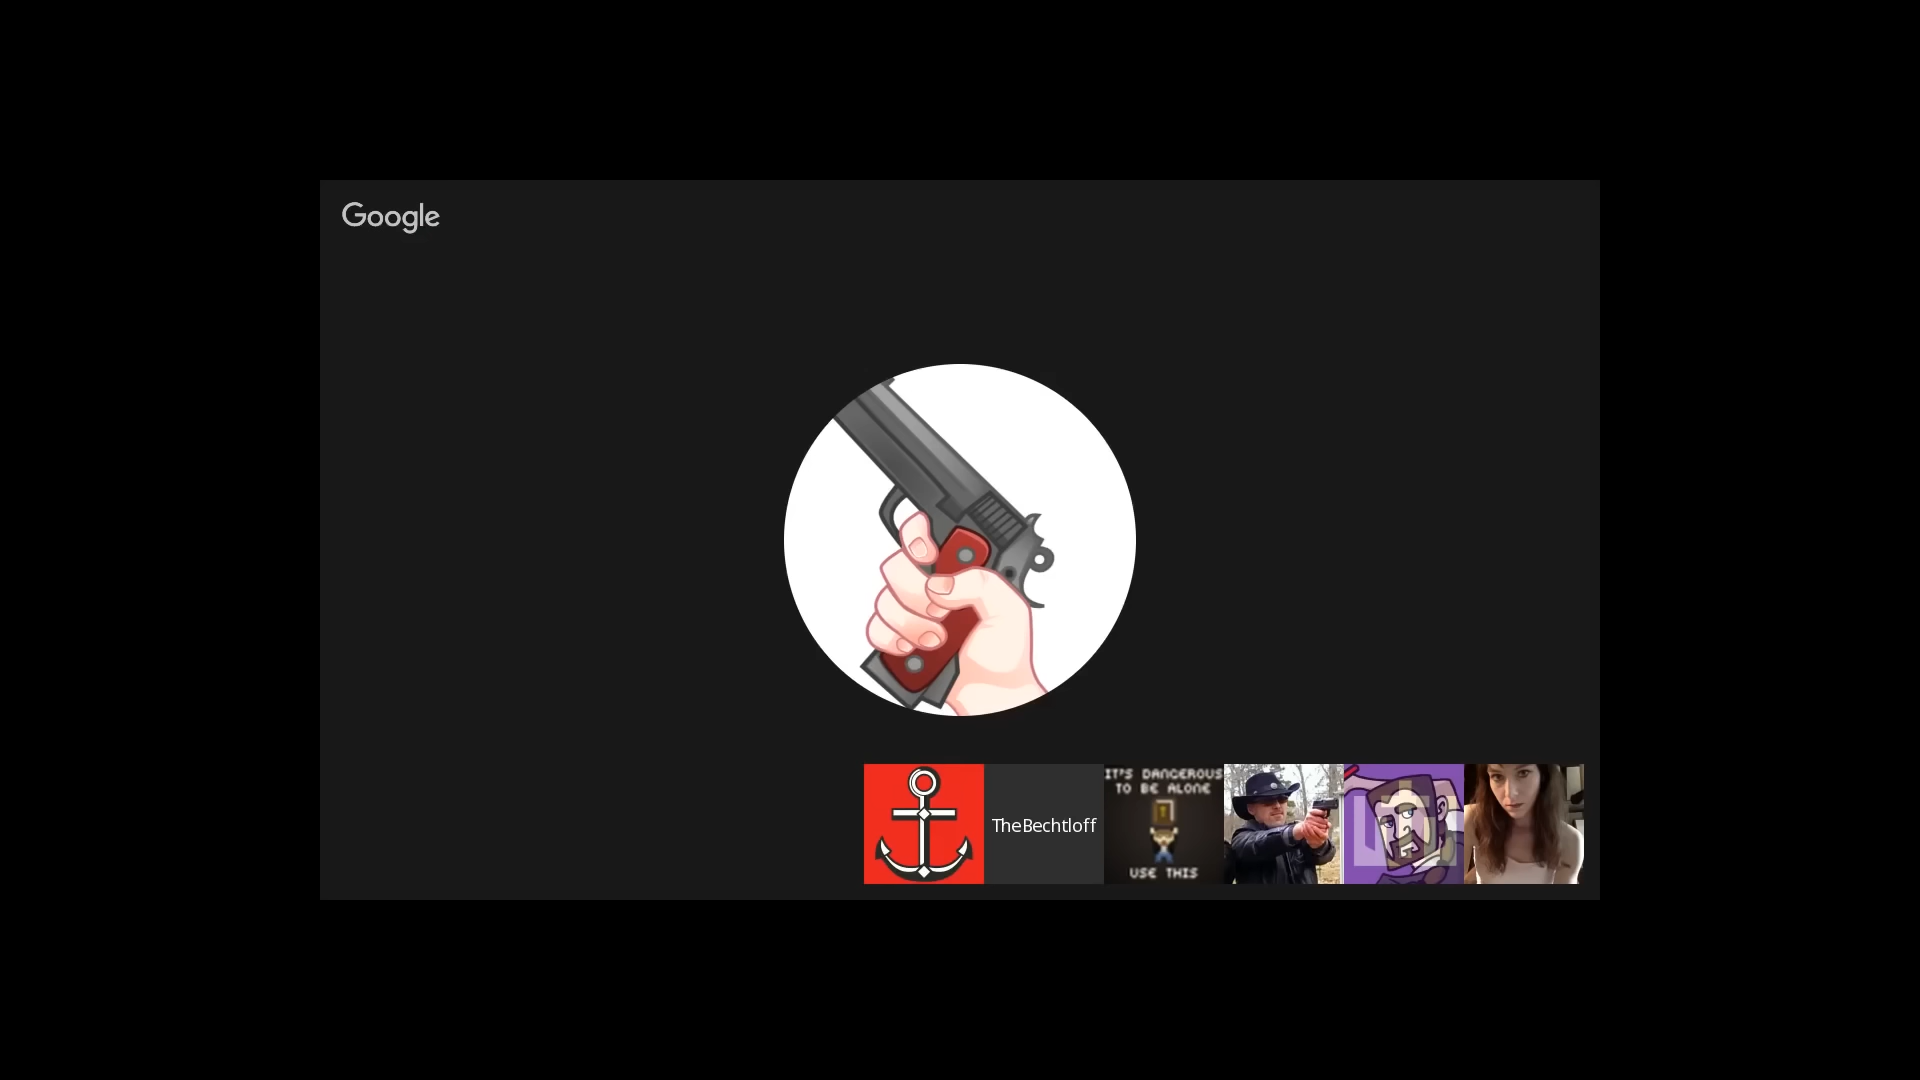 Google
TheBechtloff
IT'S DANGEROUS
TO BE ALONE
USE THIS